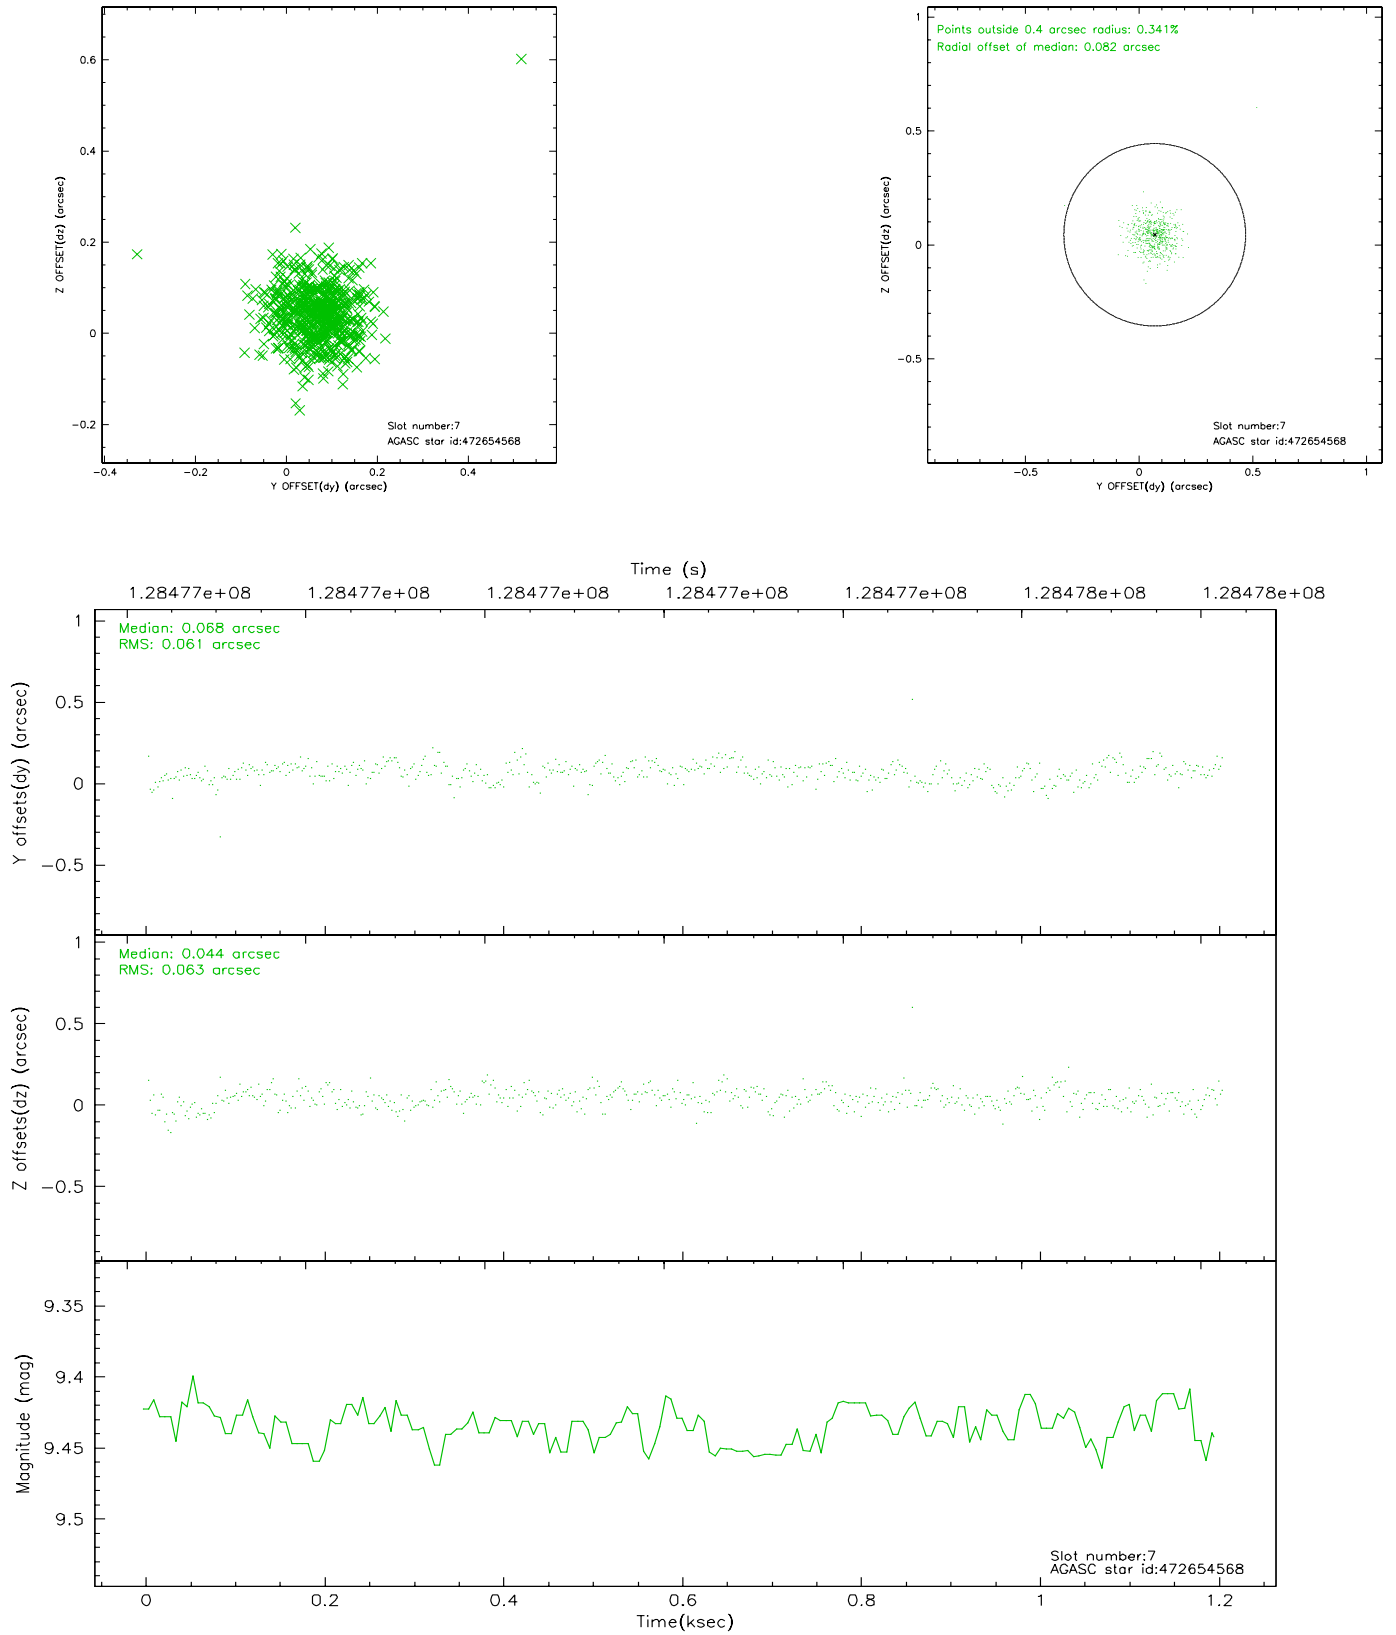 0.6
0.4
0.2
0
−0.2
Z OFFSET(dz) (arcsec)
Slot number:7
AGASC star id:472654568
−0.4 −0.2 0 0.2 0.4
Y OFFSET(dy) (arcsec)
Points outside 0.4 arcsec radius: 0.341%
Radial offset of median: 0.082 arcsec
1
0.5
0
−0.5
Z OFFSET(dz) (arcsec)
Slot number:7
AGASC star id:472654568
−0.5 0 0.5 1
Y OFFSET(dy) (arcsec)
Time (s)
1.28477e+08 1.28477e+08 1.28477e+08 1.28477e+08 1.28477e+08 1.28478e+08 1.28478e+08
Median: 0.068 arcsec
RMS: 0.061 arcsec
1
0.5
0
−0.5
Y offsets(dy) (arcsec)
Median: 0.044 arcsec
RMS: 0.063 arcsec
1
0.5
0
−0.5
Z offsets(dz) (arcsec)
9.35
9.4
9.45
9.5
Magnitude (mag)
Slot number:7
AGASC star id:472654568
0 0.2 0.4 0.6 0.8 1 1.2
Time(ksec)